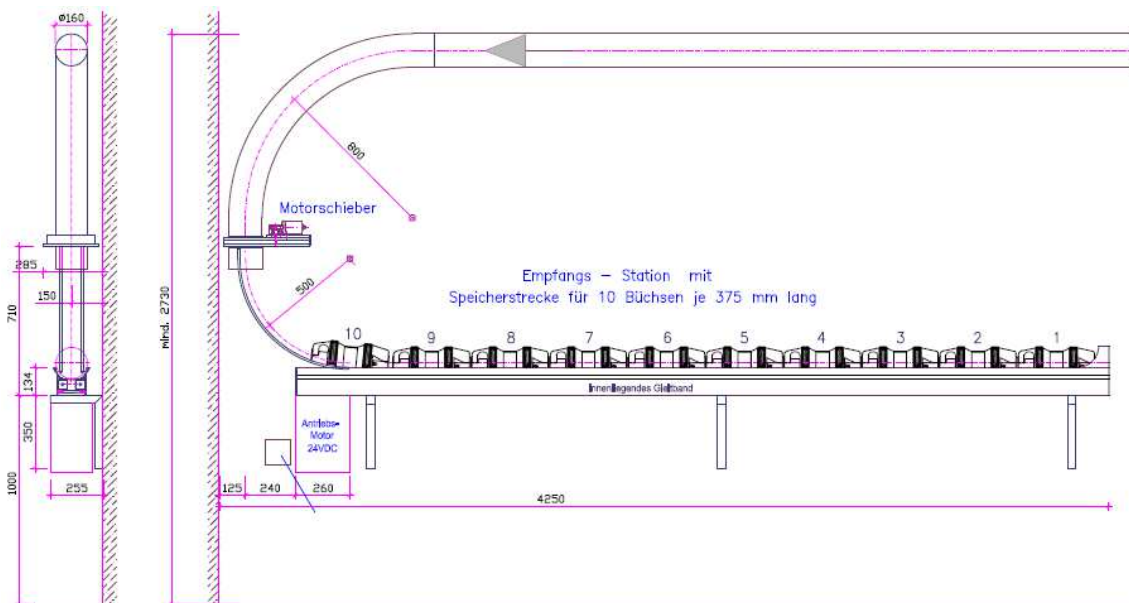 ø160
800
Motorschieber
285
150
710
mind. 2730
500
Empfangs - Station mit
Speicherstrecke für 10 Büchsen je 375 mm lang
10 9 8 7 6 5 4 3 2 1
134
Innenliegendes Gleitband
350
Antriebs-
Motor
24VDC
1000
255
125 240 260
4250